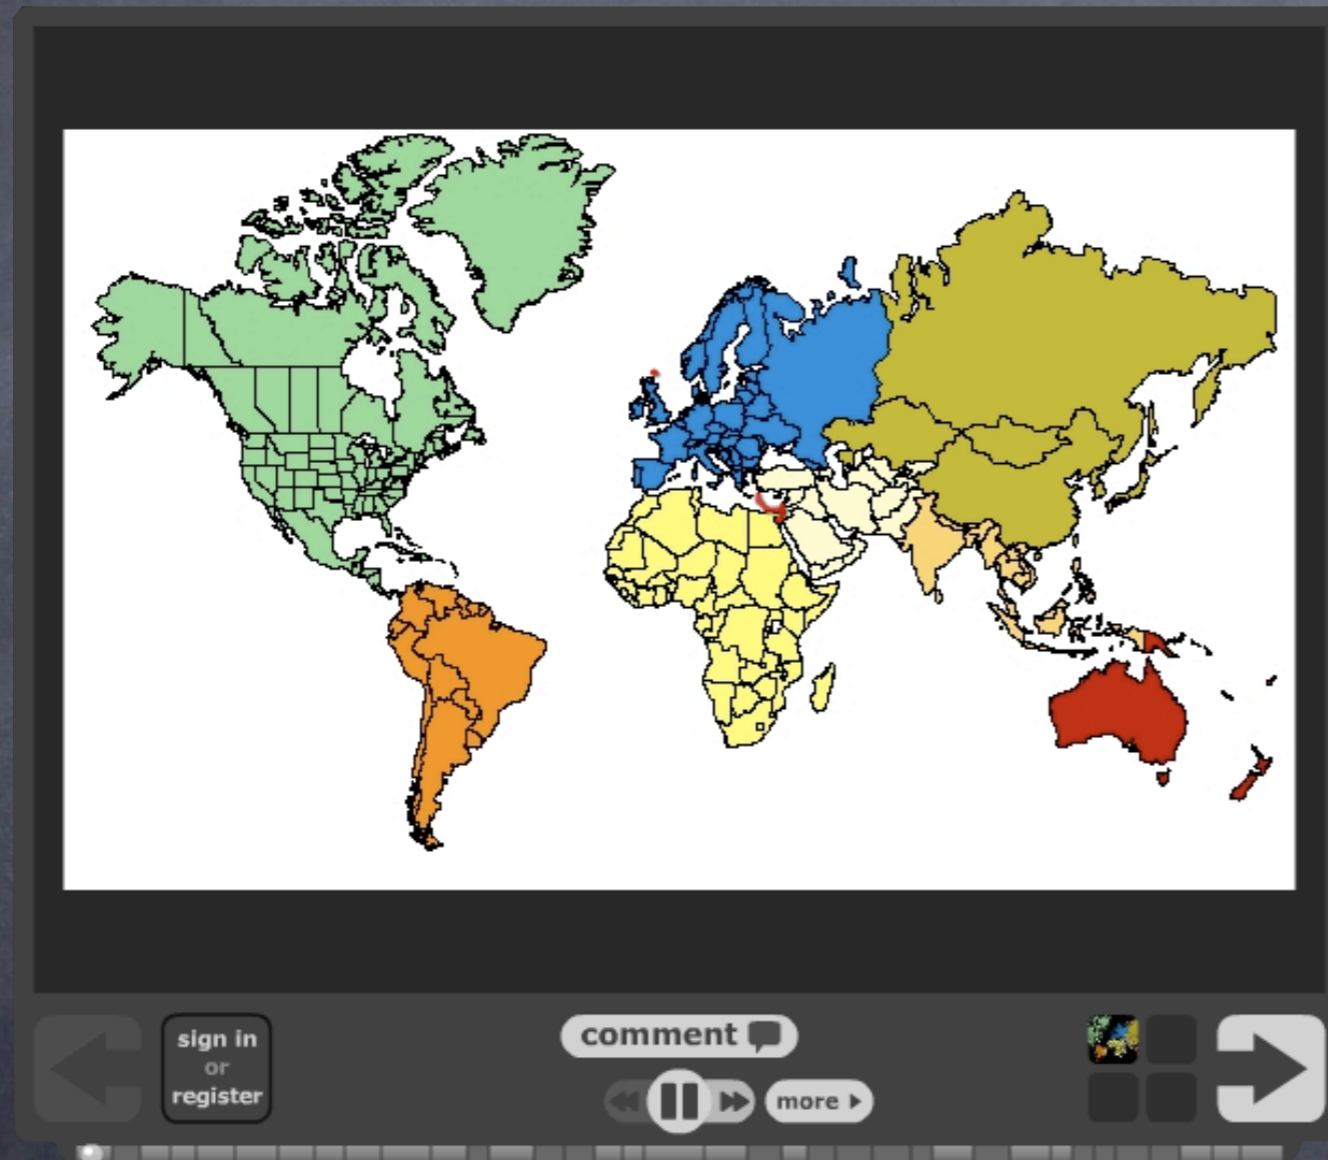 sign in
or
register
comment
more